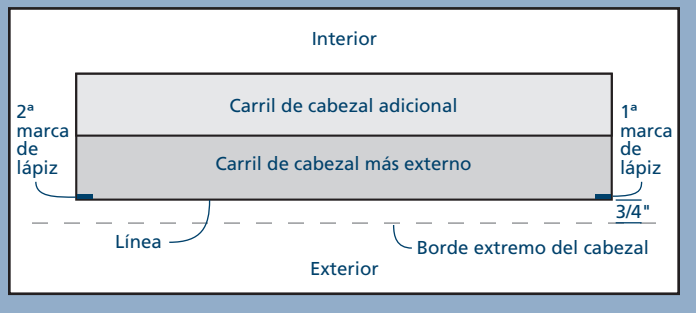 Interior
Carril de cabezal adicional
2ª
marca
de
lápiz
1ª
marca
de
lápiz
Carril de cabezal más externo
3/4"
Línea
Borde extremo del cabezal
Exterior